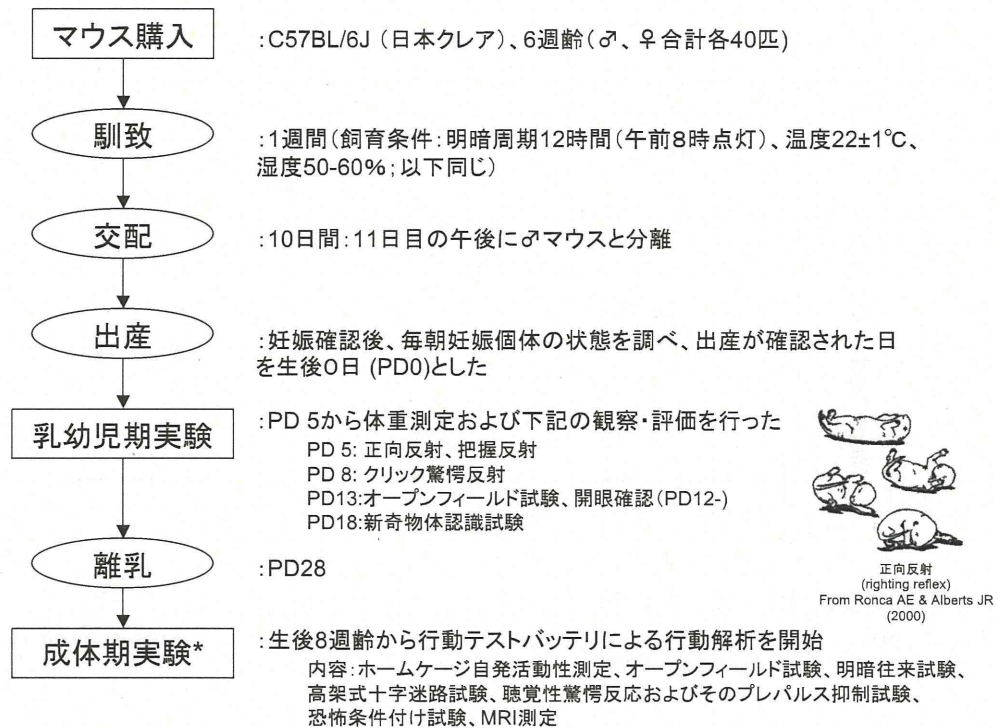 マウス購入
:C57BL/6J (日本クレア)、6週齢(♂、♀合計各40匹)
馴致
:1週間(飼育条件:明暗周期12時間(午前8時点灯)、温度22±1℃、
湿度50-60%;以下同じ)
交配
:10日間:11日目の午後に♂マウスと分離
出産
:妊娠確認後、毎朝妊娠個体の状態を調べ、出産が確認された日
を生後0日 (PD0)とした
乳幼児期実験
:PD 5から体重測定および下記の観察・評価を行った
PD 5: 正向反射、把握反射
PD 8: クリック驚愕反射
PD13:オープンフィールド試験、開眼確認(PD12-)
PD18:新奇物体認識試験
正向反射
(righting reflex)
From Ronca AE & Alberts JR
(2000)
離乳
:PD28
成体期実験*
:生後8週齢から行動テストバッテリによる行動解析を開始
内容:ホームケージ自発活動性測定、オープンフィールド試験、明暗往来試験、
高架式十字迷路試験、聴覚性驚愕反応およびそのプレパルス抑制試験、
恐怖条件付け試験、MRI測定